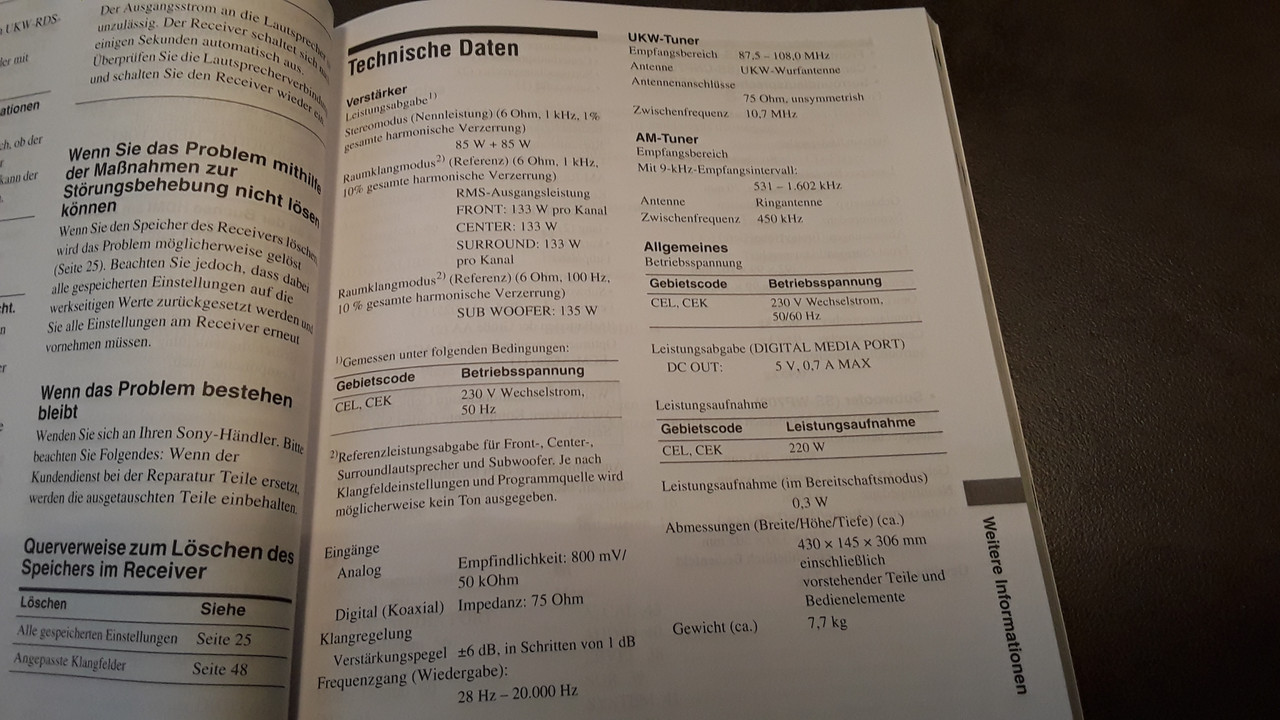 n UKW-RDS-
der mit
ationen
ch, ob der
kann der
cht.
Der Ausgangsstrom an die Lautsprecher
unzulässig. Der Receiver schaltet sich
einigen Sekunden automatisch aus.
Überprüfen Sie die Lautsprecherverbind
und schalten Sie den Receiver wieder ein
Wenn Sie das Problem mithilfe
der Maßnahmen zur
Störungsbehebung nicht lösen
können
Wenn Sie den Speicher des Receivers löschen,
wird das Problem möglicherweise gelöst
(Seite 25). Beachten Sie jedoch, dass dabei
alle gespeicherten Einstellungen auf die
werkseitigen Werte zurückgesetzt werden und
Sie alle Einstellungen am Receiver erneut
vornehmen müssen.
Wenn das Problem bestehen
bleibt
Wenden Sie sich an Ihren Sony-Händler. Bitte
beachten Sie Folgendes: Wenn der
Kundendienst bei der Reparatur Teile ersetzt,
werden die ausgetauschten Teile einbehalten.
Querverweise zum Löschen des
Speichers im Receiver
Löschen Siehe
Alle gespeicherten Einstellungen Seite 25
Angepasste Klangfelder Seite 48
Technische Daten
Verstärker
Leistungsabgabe1)
Stereomodus (Nennleistung) (6 Ohm, 1 kHz, 1%
gesamte harmonische Verzerrung)
85 W + 85 W
Raumklangmodus2) (Referenz) (6 Ohm, 1 kHz,
10% gesamte harmonische Verzerrung)
RMS-Ausgangsleistung
FRONT: 133 W pro Kanal
CENTER: 133 W
SURROUND: 133 W
pro Kanal
Raumklangmodus2) (Referenz) (6 Ohm, 100 Hz,
10 % gesamte harmonische Verzerrung)
SUB WOOFER: 135 W
1)Gemessen unter folgenden Bedingungen:
Gebietscode Betriebsspannung
CEL, CEK 230 V Wechselstrom,
50 Hz
2)Referenzleistungsabgabe für Front-, Center-,
Surroundlautsprecher und Subwoofer. Je nach
Klangfeldeinstellungen und Programmquelle wird
möglicherweise kein Ton ausgegeben.
Eingänge
Analog Empfindlichkeit: 800 mV/
50 kOhm
Digital (Koaxial) Impedanz: 75 Ohm
Klangregelung
Verstärkungspegel ±6 dB, in Schritten von 1 dB
Frequenzgang (Wiedergabe):
28 Hz – 20.000 Hz
UKW-Tuner
Empfangsbereich 87,5 – 108,0 MHz
Antenne UKW-Wurfantenne
Antennenanschlüsse
75 Ohm, unsymmetrish
Zwischenfrequenz 10,7 MHz
AM-Tuner
Empfangsbereich
Mit 9-kHz-Empfangsintervall:
531 – 1.602 kHz
Antenne Ringantenne
Zwischenfrequenz 450 kHz
Allgemeines
Betriebsspannung
Gebietscode Betriebsspannung
CEL, CEK 230 V Wechselstrom,
50/60 Hz
Leistungsabgabe (DIGITAL MEDIA PORT)
DC OUT: 5 V, 0,7 A MAX
Leistungsaufnahme
Gebietscode Leistungsaufnahme
CEL, CEK 220 W
Leistungsaufnahme (im Bereitschaftsmodus)
0,3 W
Abmessungen (Breite/Höhe/Tiefe) (ca.)
430 × 145 × 306 mm
einschließlich
vorstehender Teile und
Bedienelemente
Gewicht (ca.) 7,7 kg
Weitere Informationen